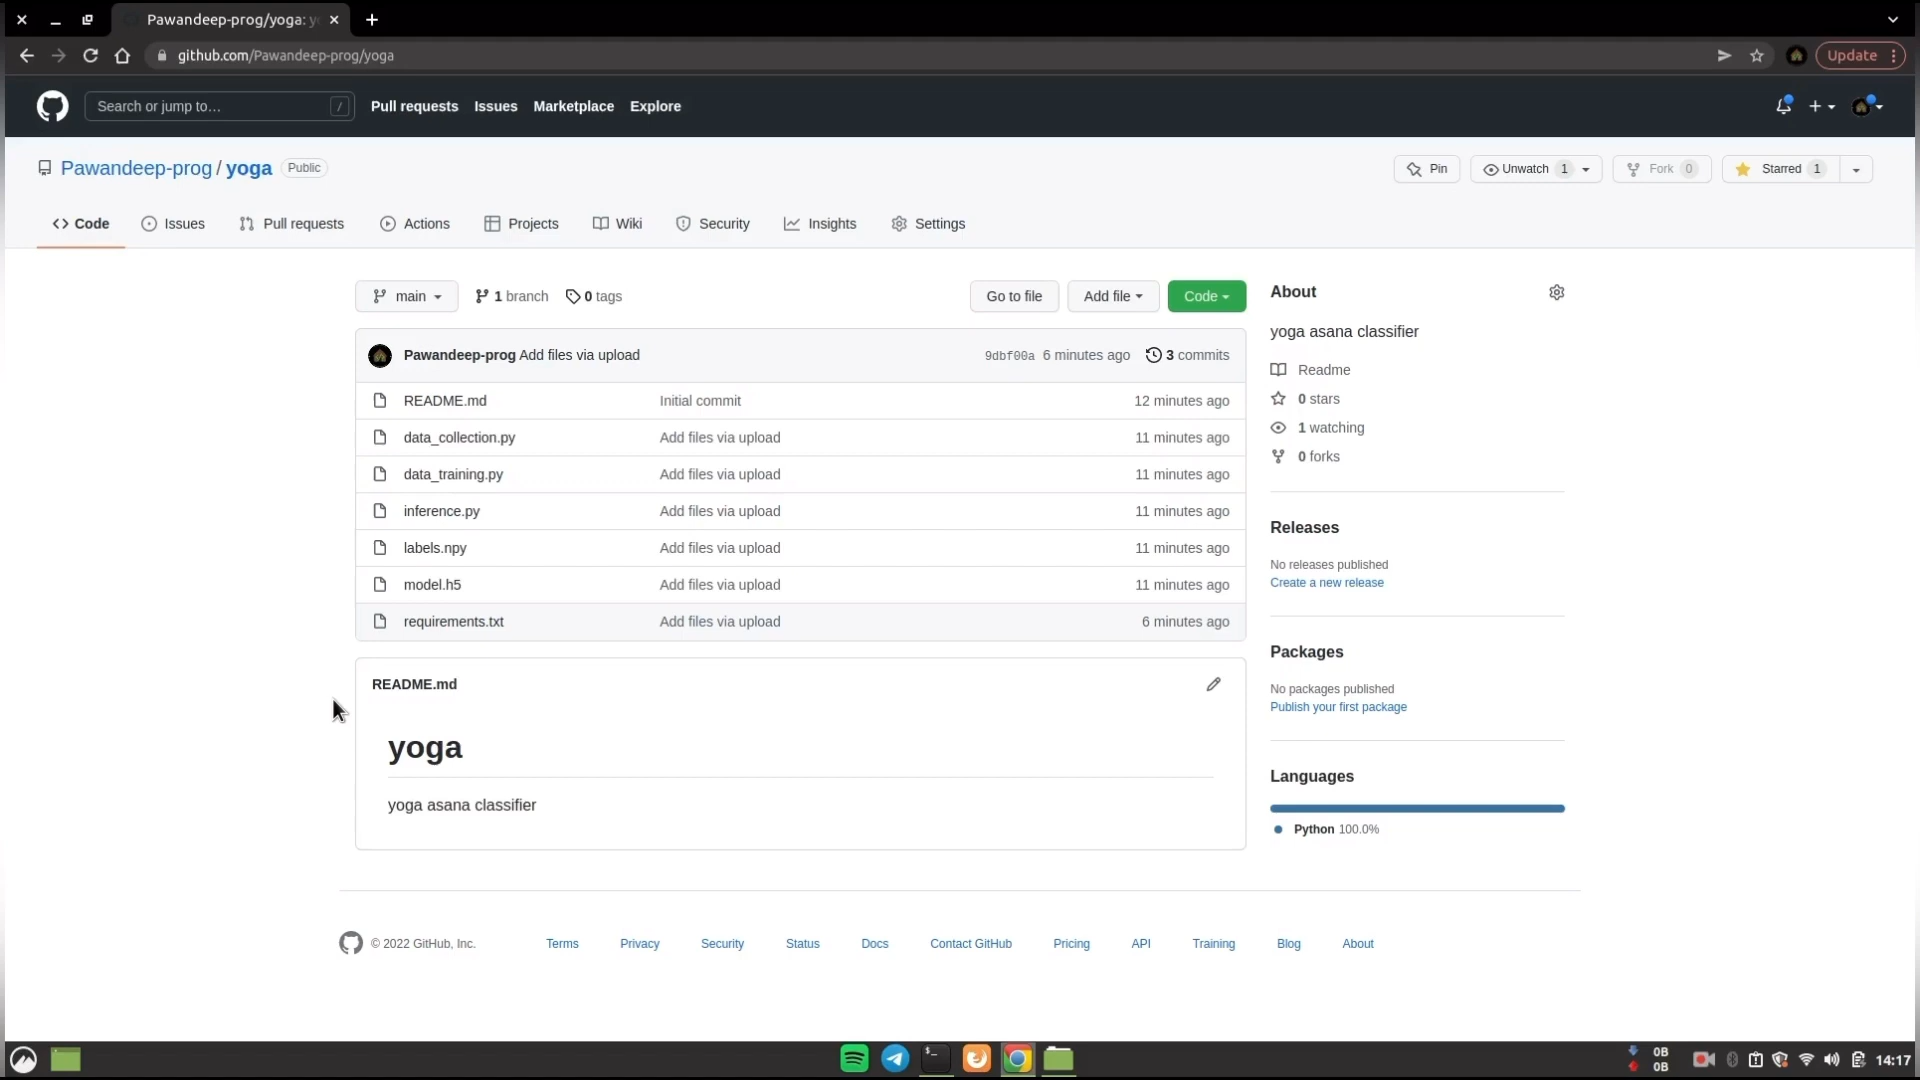 Pawandeep-prog/yoga: y
github.com/Pawandeep-prog/yoga
Update
Search or jump to…
/
Pull requests
Issues
Marketplace
Explore
Pawandeep-prog / yoga
Public
Pin
Unwatch 1
Fork 0
Starred 1
Code
Issues
Pull requests
Actions
Projects
Wiki
Security
Insights
Settings
main
1 branch
0 tags
Go to file
Add file
Code
Pawandeep-prog Add files via upload
9dbf00a 6 minutes ago
3 commits
README.md Initial commit 12 minutes ago
data_collection.py Add files via upload 11 minutes ago
data_training.py Add files via upload 11 minutes ago
inference.py Add files via upload 11 minutes ago
labels.npy Add files via upload 11 minutes ago
model.h5 Add files via upload 11 minutes ago
requirements.txt Add files via upload 6 minutes ago
README.md
yoga
yoga asana classifier
About
yoga asana classifier
Readme
0 stars
1 watching
0 forks
Releases
No releases published
Create a new release
Packages
No packages published
Publish your first package
Languages
Python 100.0%
© 2022 GitHub, Inc.
Terms
Privacy
Security
Status
Docs
Contact GitHub
Pricing
API
Training
Blog
About
0B
0B
14:17